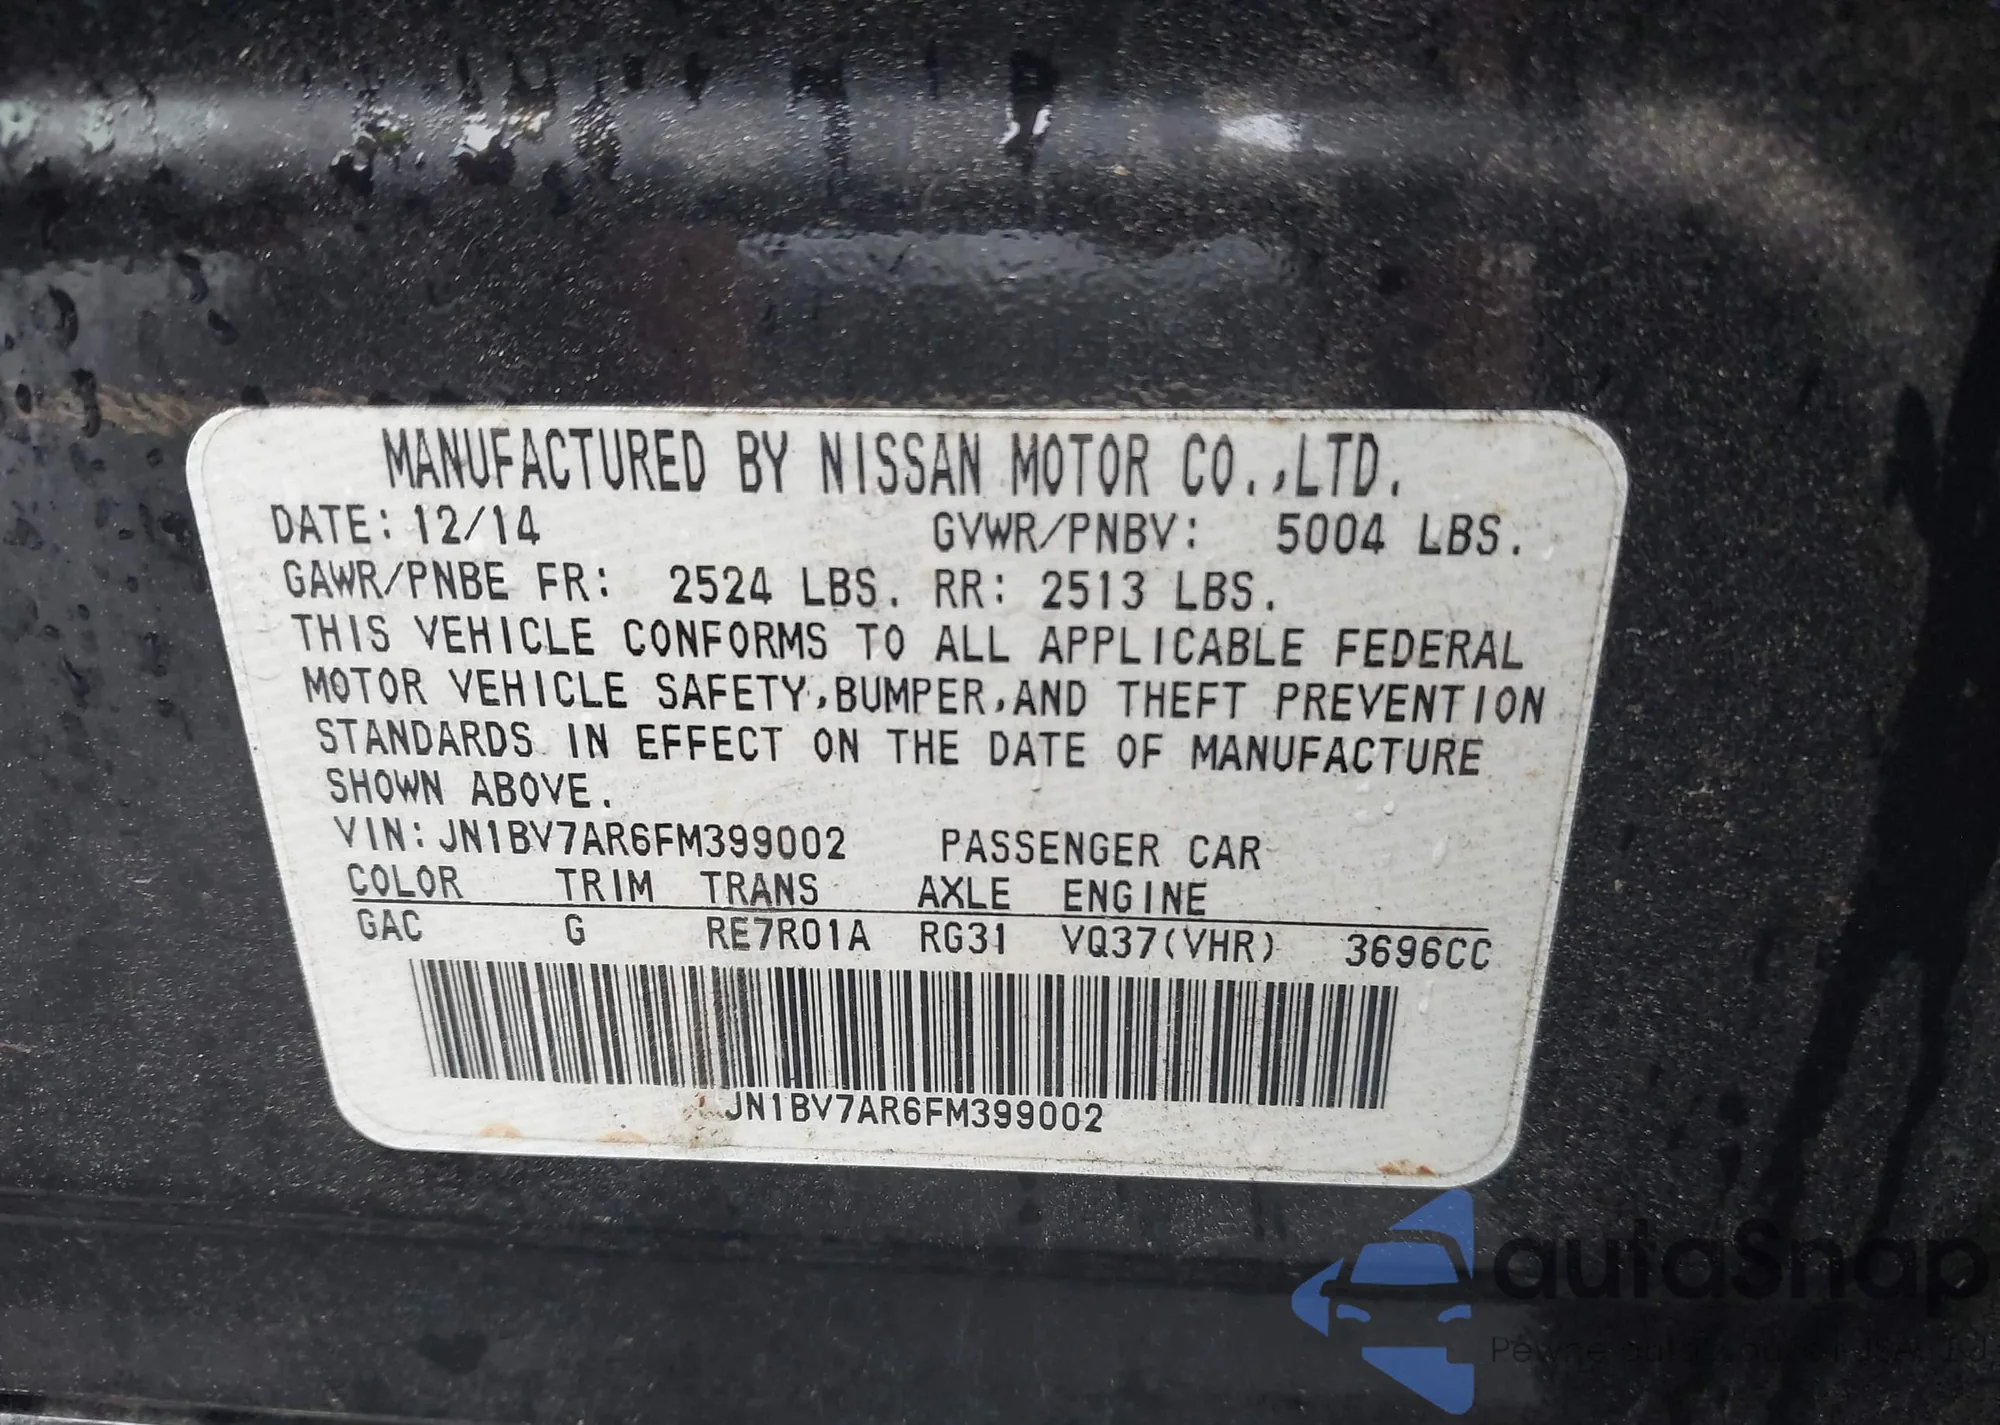 MANUFACTURED BY NISSAN MOTOR CO.,LTD.
DATE: 12/14 GVWR/PNBV: 5004 LBS.
GAWR/PNBE FR: 2524 LBS. RR: 2513 LBS.
THIS VEHICLE CONFORMS TO ALL APPLICABLE FEDERAL
MOTOR VEHICLE SAFETY,BUMPER,AND THEFT PREVENTION
STANDARDS IN EFFECT ON THE DATE OF MANUFACTURE
SHOWN ABOVE.
VIN: JN1BV7AR6FM399002 PASSENGER CAR
COLOR TRIM TRANS AXLE ENGINE
GAC G RE7R01A RG31 VQ37(VHR) 3696CC
JN1BV7AR6FM399002
autaSnap
Pewne auta